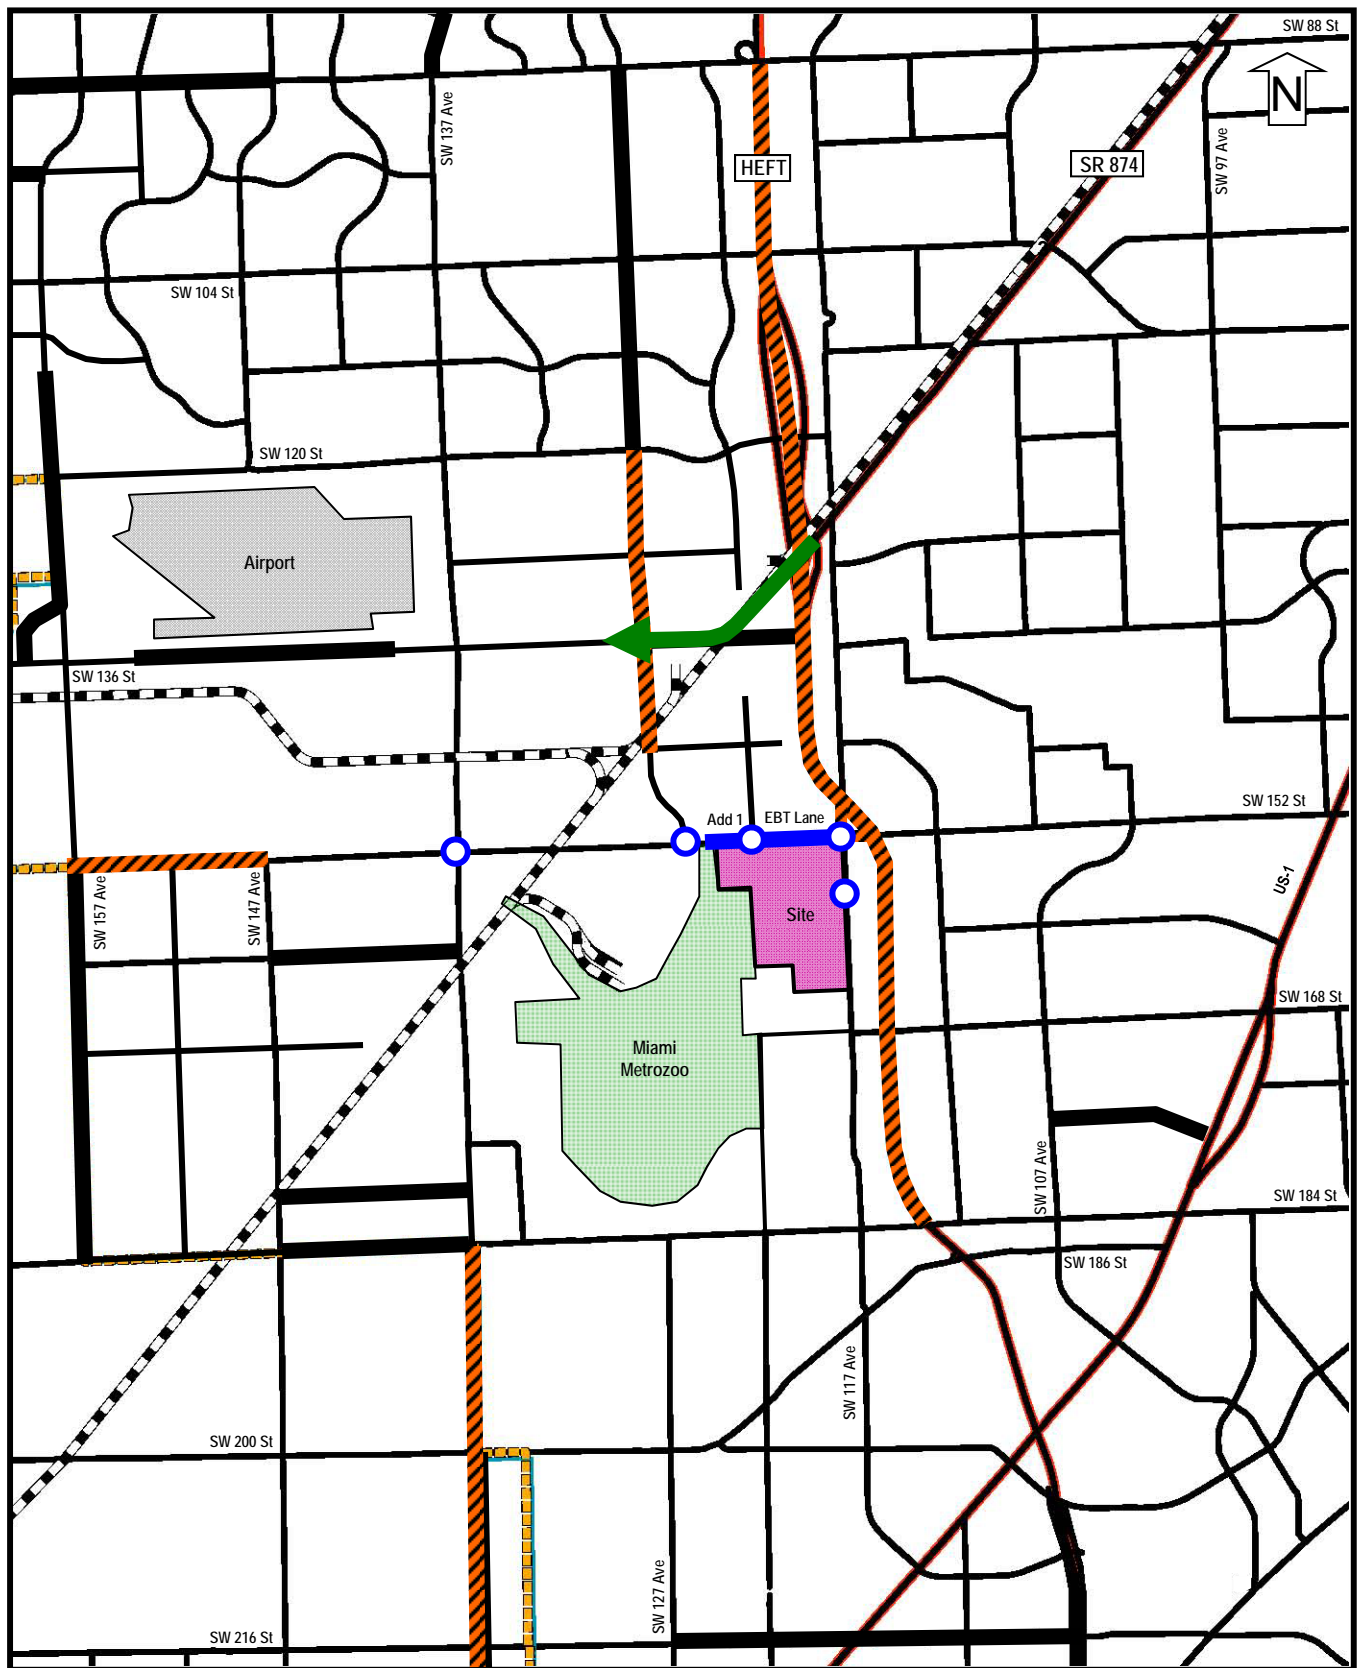 SW 88 St
N
SW 137 Ave
HEFT
SR 874
SW 97 Ave
SW 104 St
SW 120 St
Airport
SW 136 St
SW 152 St
Add 1
EBT Lane
SW 157 Ave
SW 147 Ave
US-1
Site
SW 168 St
Miami
Metrozoo
SW 107 Ave
SW 184 St
SW 186 St
SW 117 Ave
SW 200 St
SW 127 Ave
SW 216 St